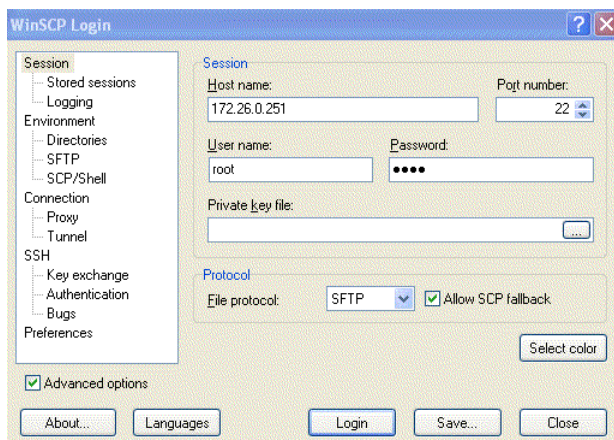 WinSCP Login
Session
Stored sessions
Logging
Environment
Directories
SFTP
SCP/Shell
Connection
Proxy
Tunnel
SSH
Key exchange
Authentication
Bugs
Preferences
Advanced options
Session
Host name:
Port number:
172.26.0.251
22
User name:
Password:
root
••••
Private key file:
...
Protocol
File protocol:
SFTP
Allow SCP fallback
Select color
About...
Languages
Login
Save...
Close